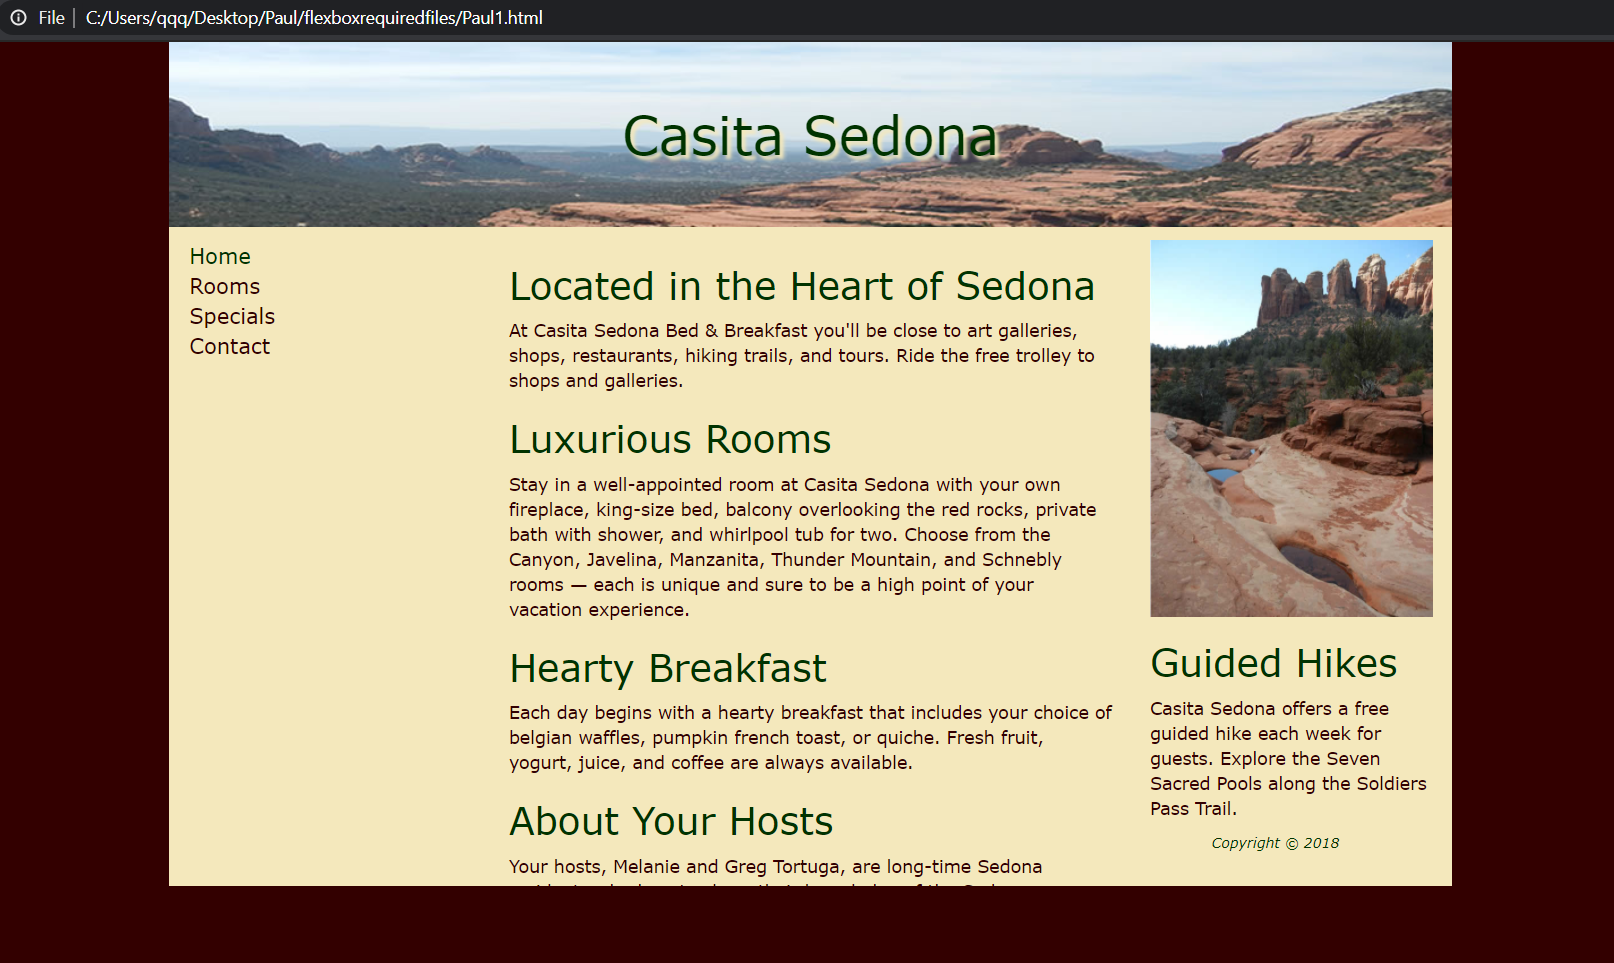 File
C:/Users/qqq/Desktop/Paul/flexboxrequiredfiles/Paul1.html
Casita Sedona
Home
Rooms
Specials
Contact
Located in the Heart of Sedona
At Casita Sedona Bed & Breakfast you'll be close to art galleries,
shops, restaurants, hiking trails, and tours. Ride the free trolley to
shops and galleries.
Luxurious Rooms
Stay in a well-appointed room at Casita Sedona with your own
fireplace, king-size bed, balcony overlooking the red rocks, private
bath with shower, and whirlpool tub for two. Choose from the
Canyon, Javelina, Manzanita, Thunder Mountain, and Schnebly
rooms — each is unique and sure to be a high point of your
vacation experience.
Hearty Breakfast
Each day begins with a hearty breakfast that includes your choice of
belgian waffles, pumpkin french toast, or quiche. Fresh fruit,
yogurt, juice, and coffee are always available.
About Your Hosts
Your hosts, Melanie and Greg Tortuga, are long-time Sedona
Guided Hikes
Casita Sedona offers a free
guided hike each week for
guests. Explore the Seven
Sacred Pools along the Soldiers
Pass Trail.
Copyright © 2018